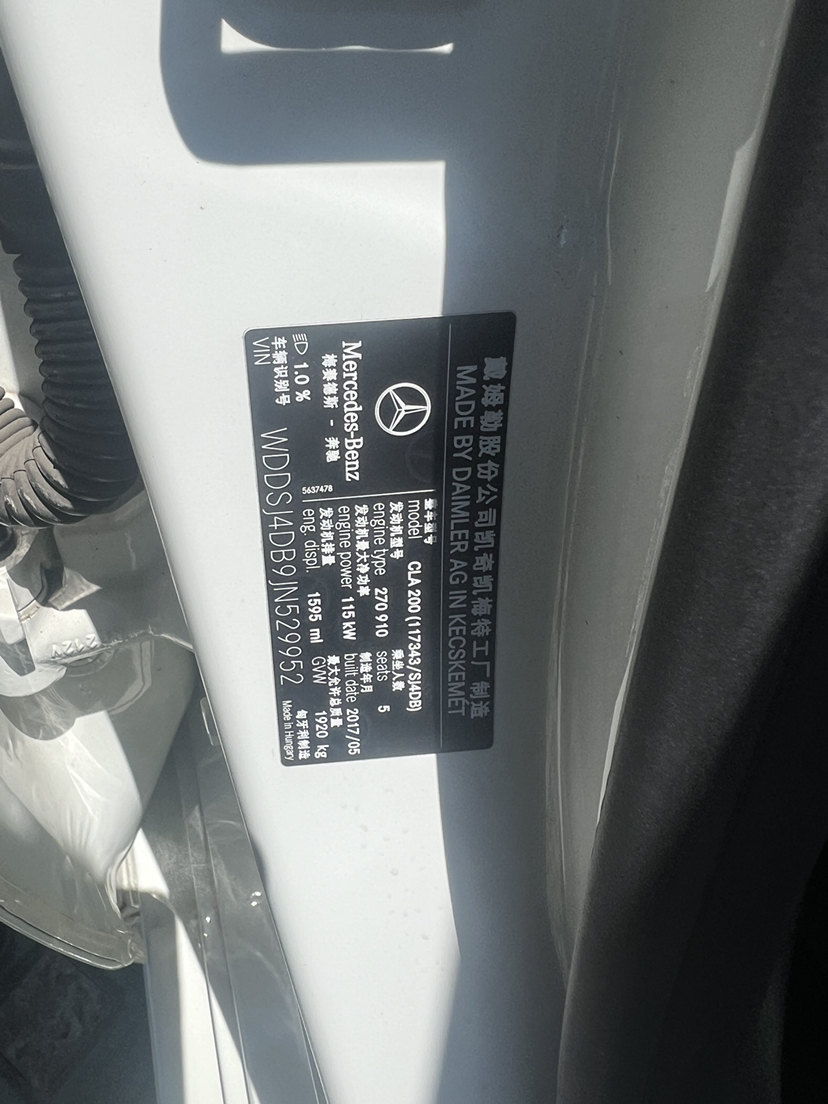 戴姆勒股份公司凯奇凯梅特工厂制造
MADE BY DAIMLER AG IN KECSKEMÉT
Mercedes-Benz
梅赛德斯 - 奔驰
1.0 %
5637478
整车型号
model CLA 200 (117343/SJ4DB)
发动机型号 乘坐人数
engine type 270 910 seats 5
发动机最大净功率 制造年月
engine power 115 kW built date 2017/05
发动机排量 最大允许总质量
eng. displ. 1595 ml GVW 1920 kg
车辆识别号 匈牙利制造
VIN WDDSJ4DB9JN529952 Made in Hungary